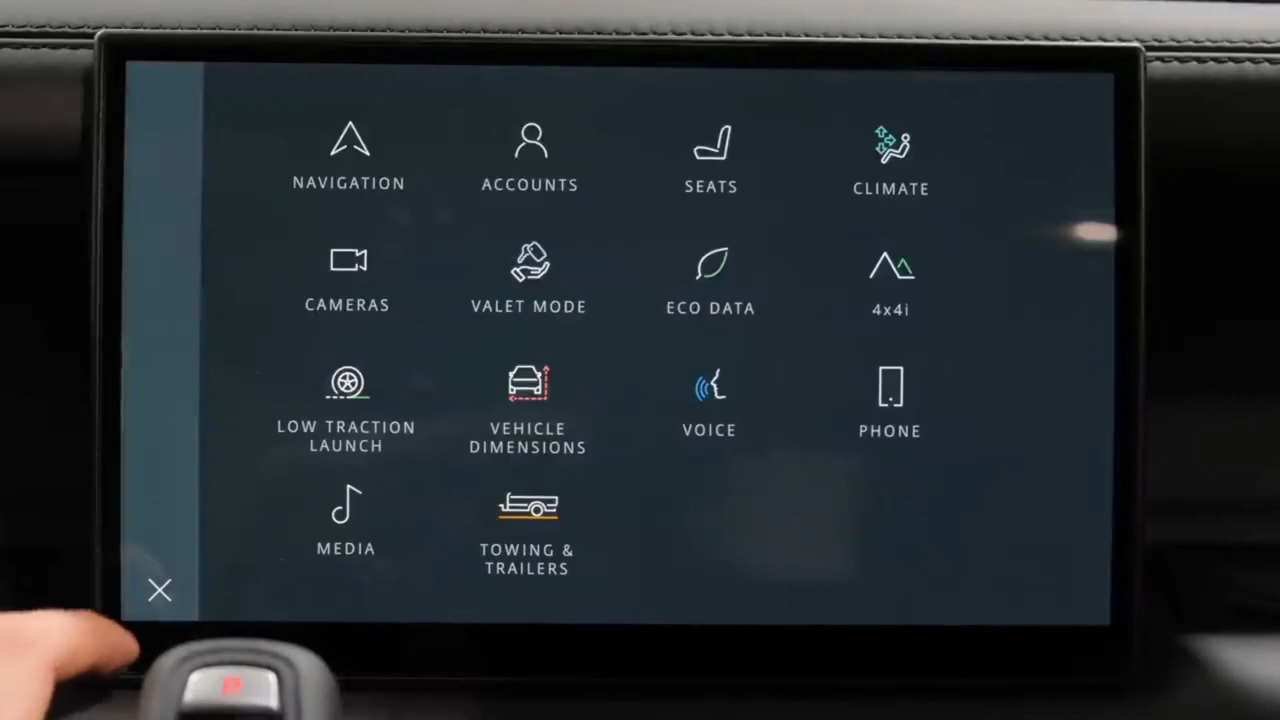 NAVIGATION
ACCOUNTS
SEATS
CLIMATE
CAMERAS
VALET MODE
ECO DATA
4x4i
LOW TRACTION
LAUNCH
VEHICLE
DIMENSIONS
VOICE
PHONE
MEDIA
TOWING &
TRAILERS
P